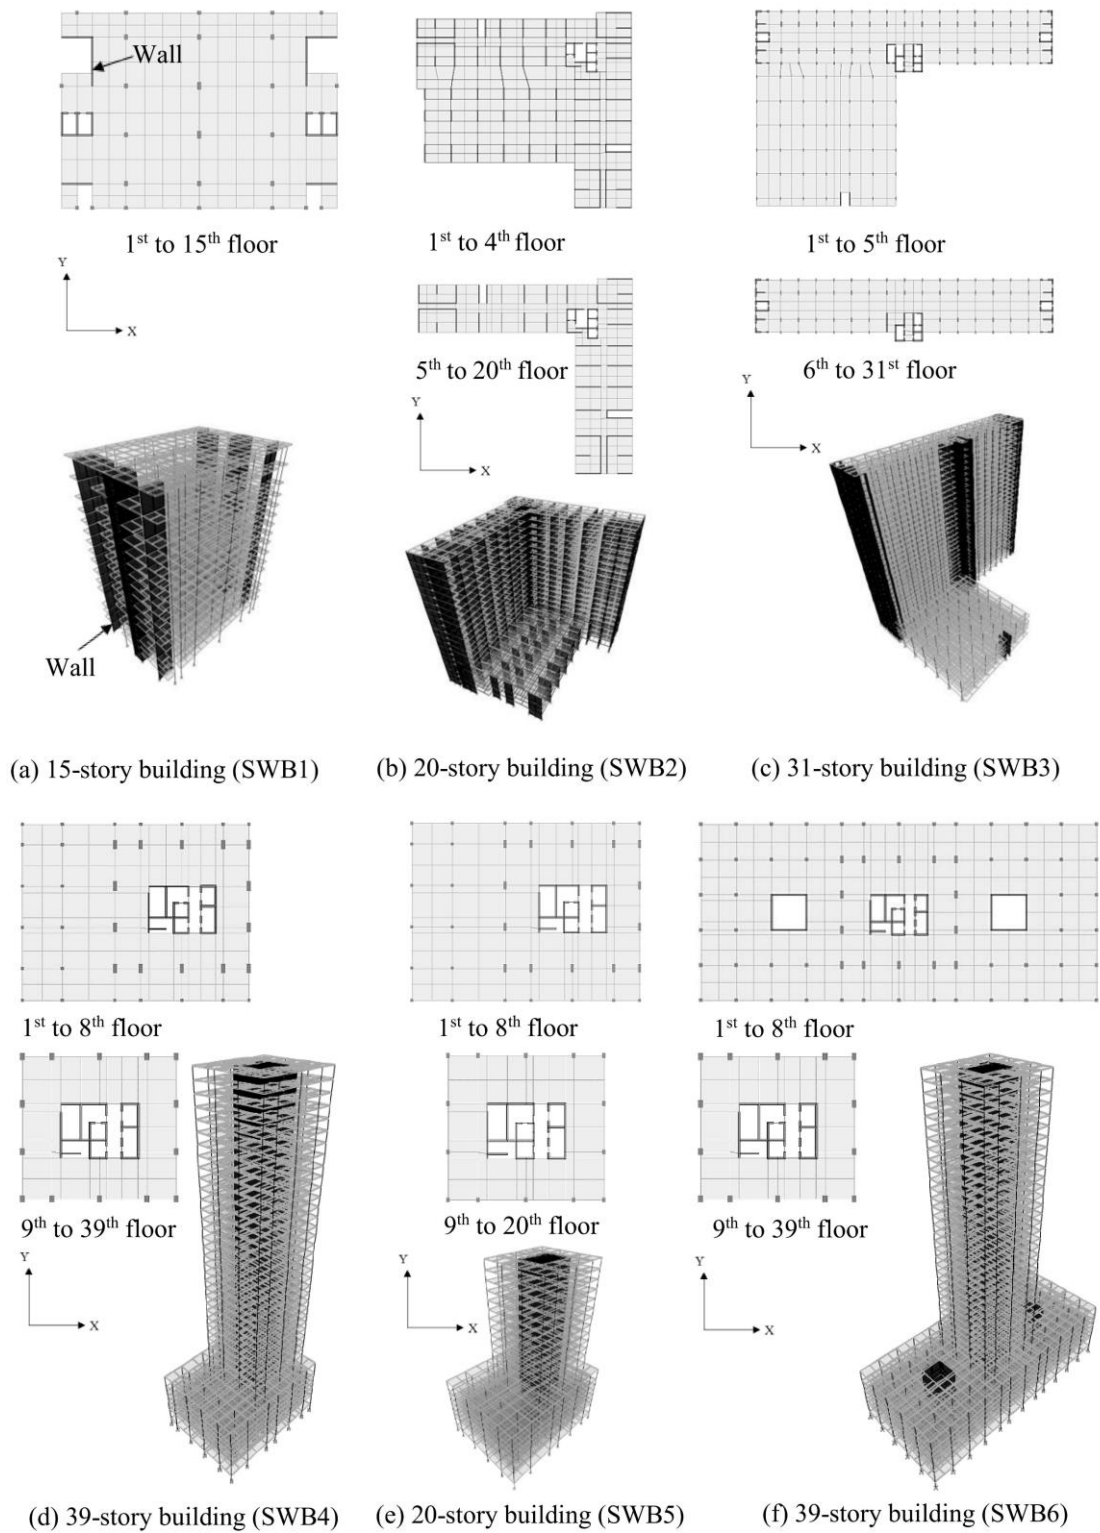 Wall
1st to 15th floor
Y
X
Wall
(a) 15-story building (SWB1)
1st to 4th floor
5th to 20th floor
Y
X
(b) 20-story building (SWB2)
1st to 5th floor
6th to 31st floor
Y
X
(c) 31-story building (SWB3)
1st to 8th floor
9th to 39th floor
Y
X
(d) 39-story building (SWB4)
1st to 8th floor
9th to 20th floor
Y
X
(e) 20-story building (SWB5)
1st to 8th floor
9th to 39th floor
Y
X
(f) 39-story building (SWB6)